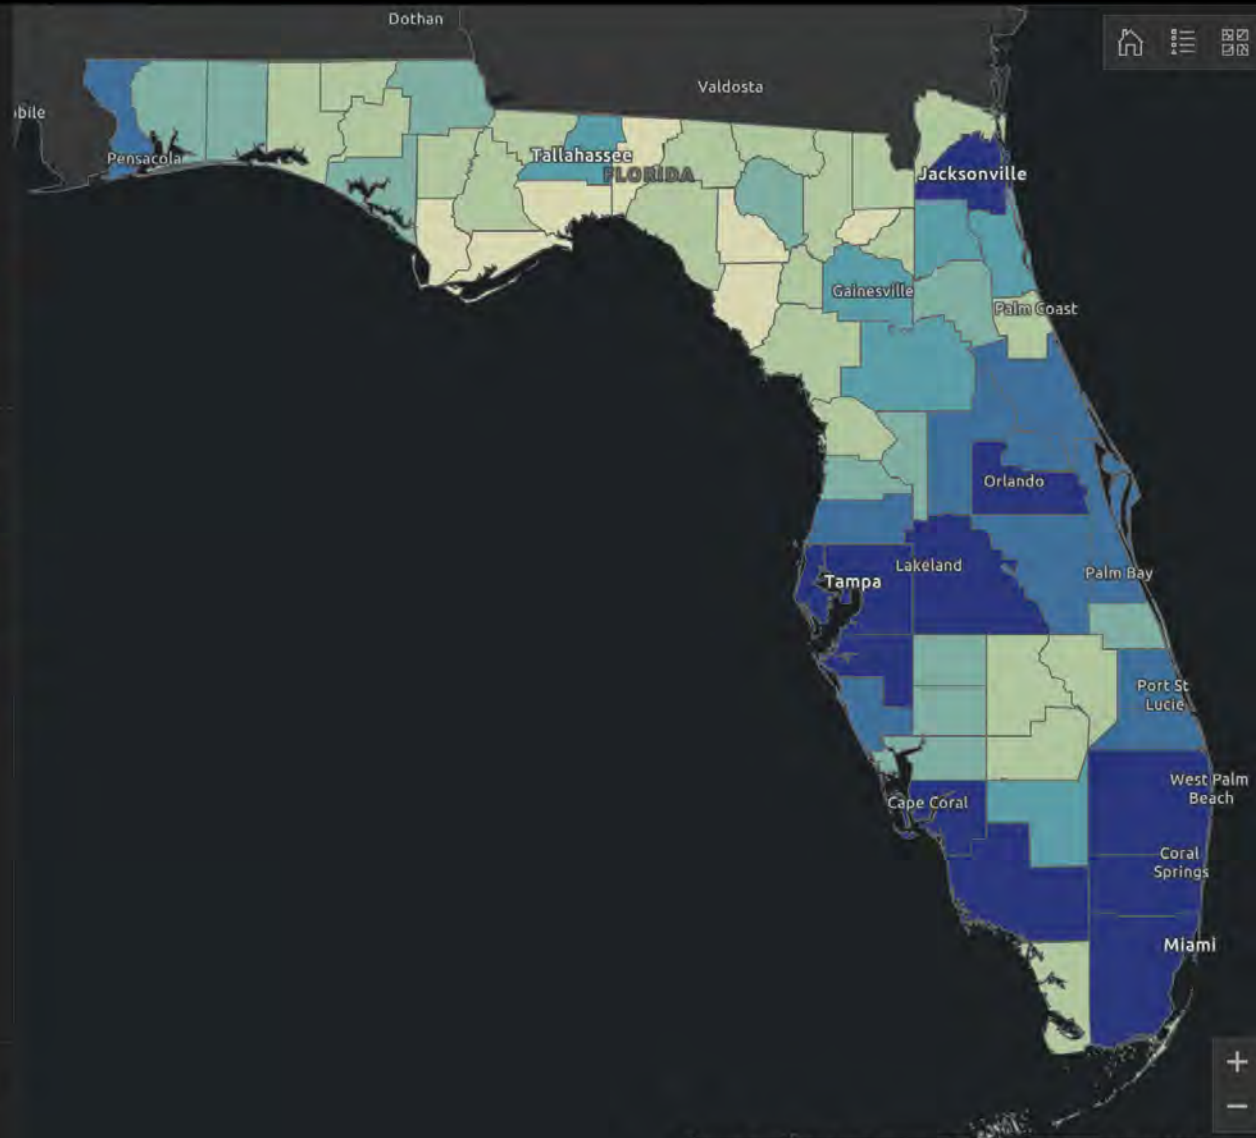 Dothan
Valdosta
bile
Pensacola
Tallahassee
FLORIDA
Jacksonville
Gainesville
Palm Coast
Orlando
Lakeland
Tampa
Palm Bay
Port St
Lucie
West Palm
Beach
Cape Coral
Coral
Springs
Miami
+
−